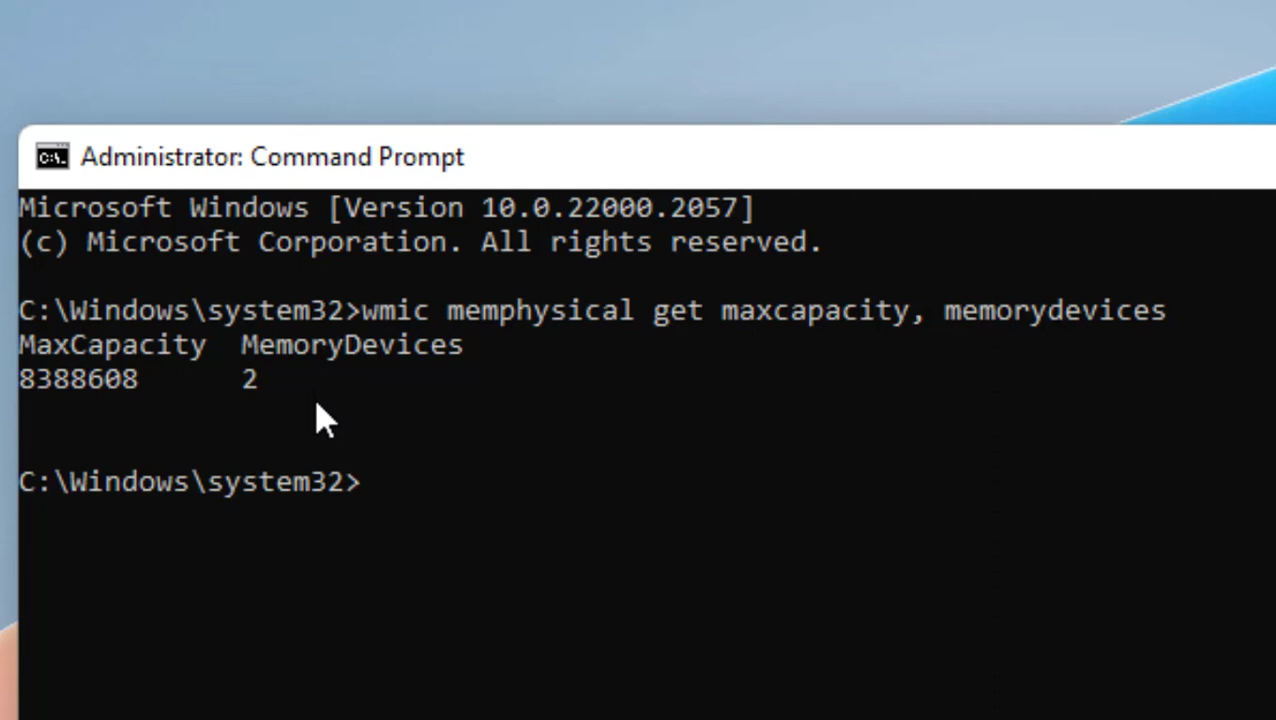 C:\. Administrator: Command Prompt
Microsoft Windows [Version 10.0.22000.2057]
(c) Microsoft Corporation. All rights reserved.
C:\Windows\system32>wmic memphysical get maxcapacity, memorydevices
MaxCapacity  MemoryDevices
8388608      2
C:\Windows\system32>